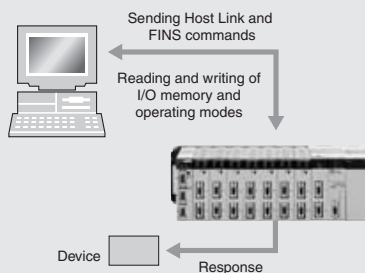 Sending Host Link and
FINS commands
Reading and writing of
I/O memory and
operating modes
Device
Response